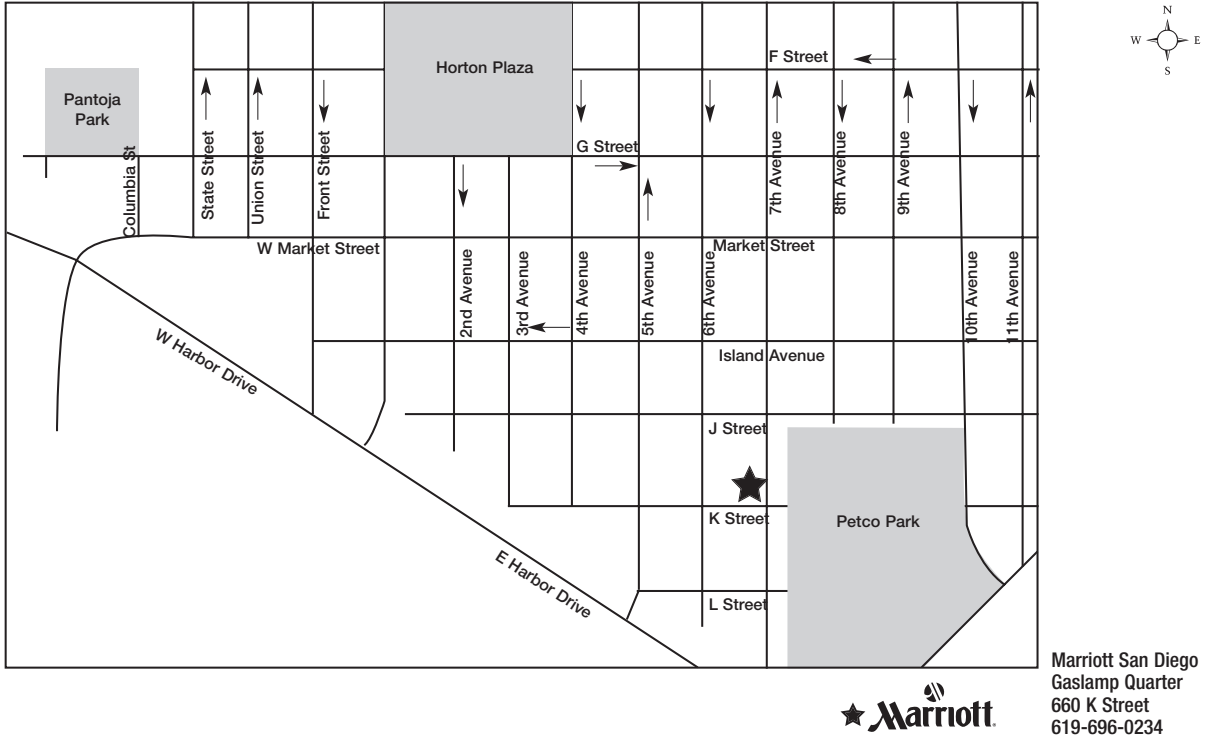 N
W E
S
F Street
Horton Plaza
Pantoja
Park
G Street
Columbia St
State Street
Union Street
Front Street
7th Avenue
8th Avenue
9th Avenue
W Market Street
Market Street
2nd Avenue
3rd Avenue
4th Avenue
5th Avenue
6th Avenue
10th Avenue
11th Avenue
W Harbor Drive
Island Avenue
J Street
K Street
Petco Park
E Harbor Drive
L Street
Marriott
Marriott San Diego
Gaslamp Quarter
660 K Street
619-696-0234